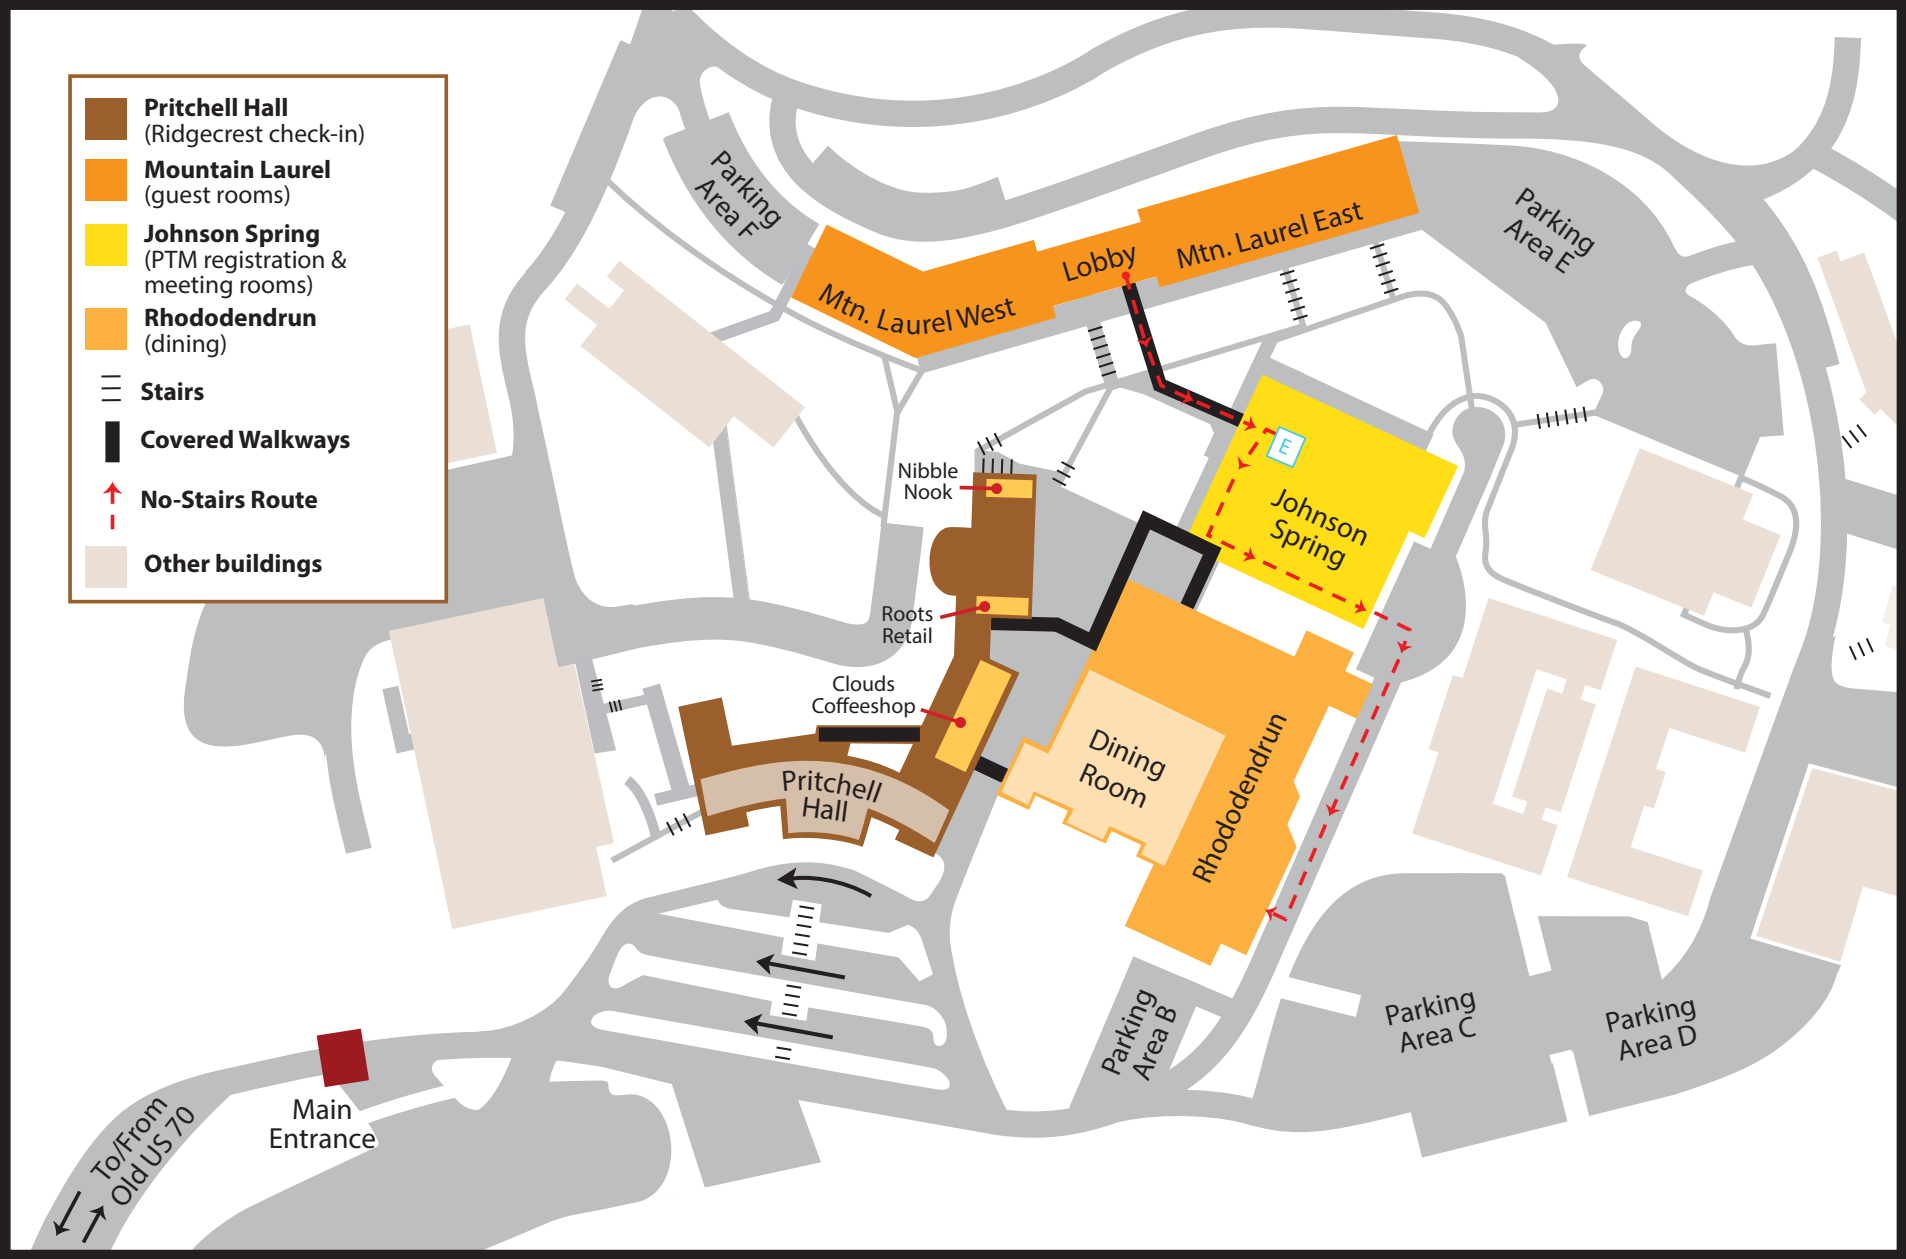 Pritchell Hall
(Ridgecrest check-in)
Mountain Laurel
(guest rooms)
Johnson Spring
(PTM registration &
meeting rooms)
Rhododendrun
(dining)
Stairs
Covered Walkways
No-Stairs Route
Other buildings
Parking
Area F
Mtn. Laurel West
Lobby
Mtn. Laurel East
Parking
Area E
E
Johnson
Spring
Nibble
Nook
Roots
Retail
Clouds
Coffeeshop
Pritchell
Hall
Dining
Room
Rhododendrun
Parking
Area B
Parking
Area C
Parking
Area D
Main
Entrance
To/From
Old US 70